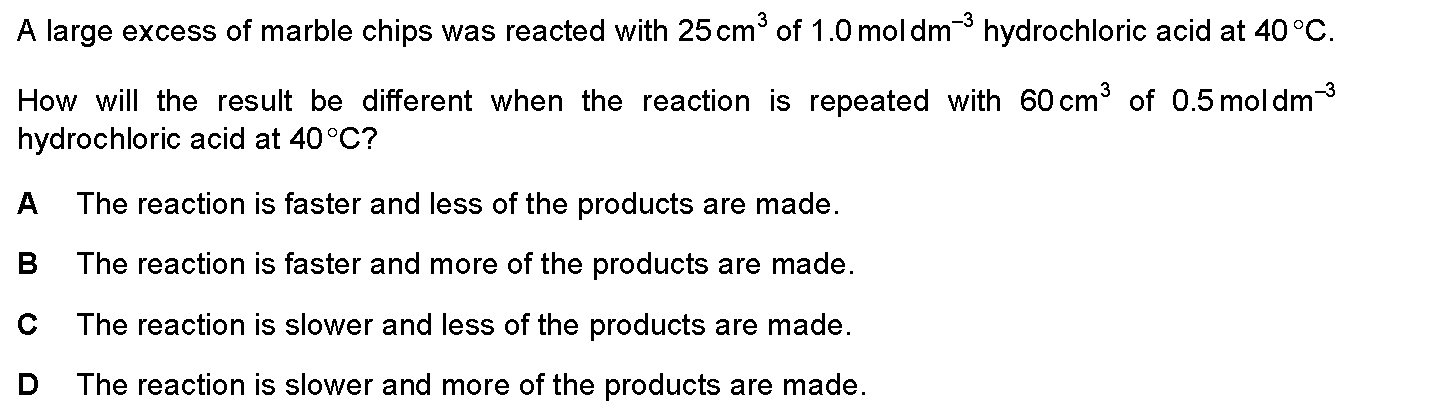 A large excess of marble chips was reacted with 25 cm³ of 1.0 mol dm⁻³ hydrochloric acid at 40 °C.
How will the result be different when the reaction is repeated with 60 cm³ of 0.5 mol dm⁻³
hydrochloric acid at 40 °C?
A The reaction is faster and less of the products are made.
B The reaction is faster and more of the products are made.
C The reaction is slower and less of the products are made.
D The reaction is slower and more of the products are made.